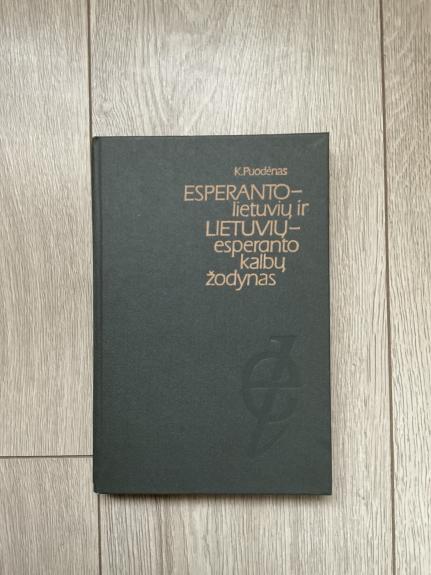 K.Puodėnas
ESPERANTO–
lietuvių ir
LIETUVIŲ–
esperanto
kalbų
žodynas